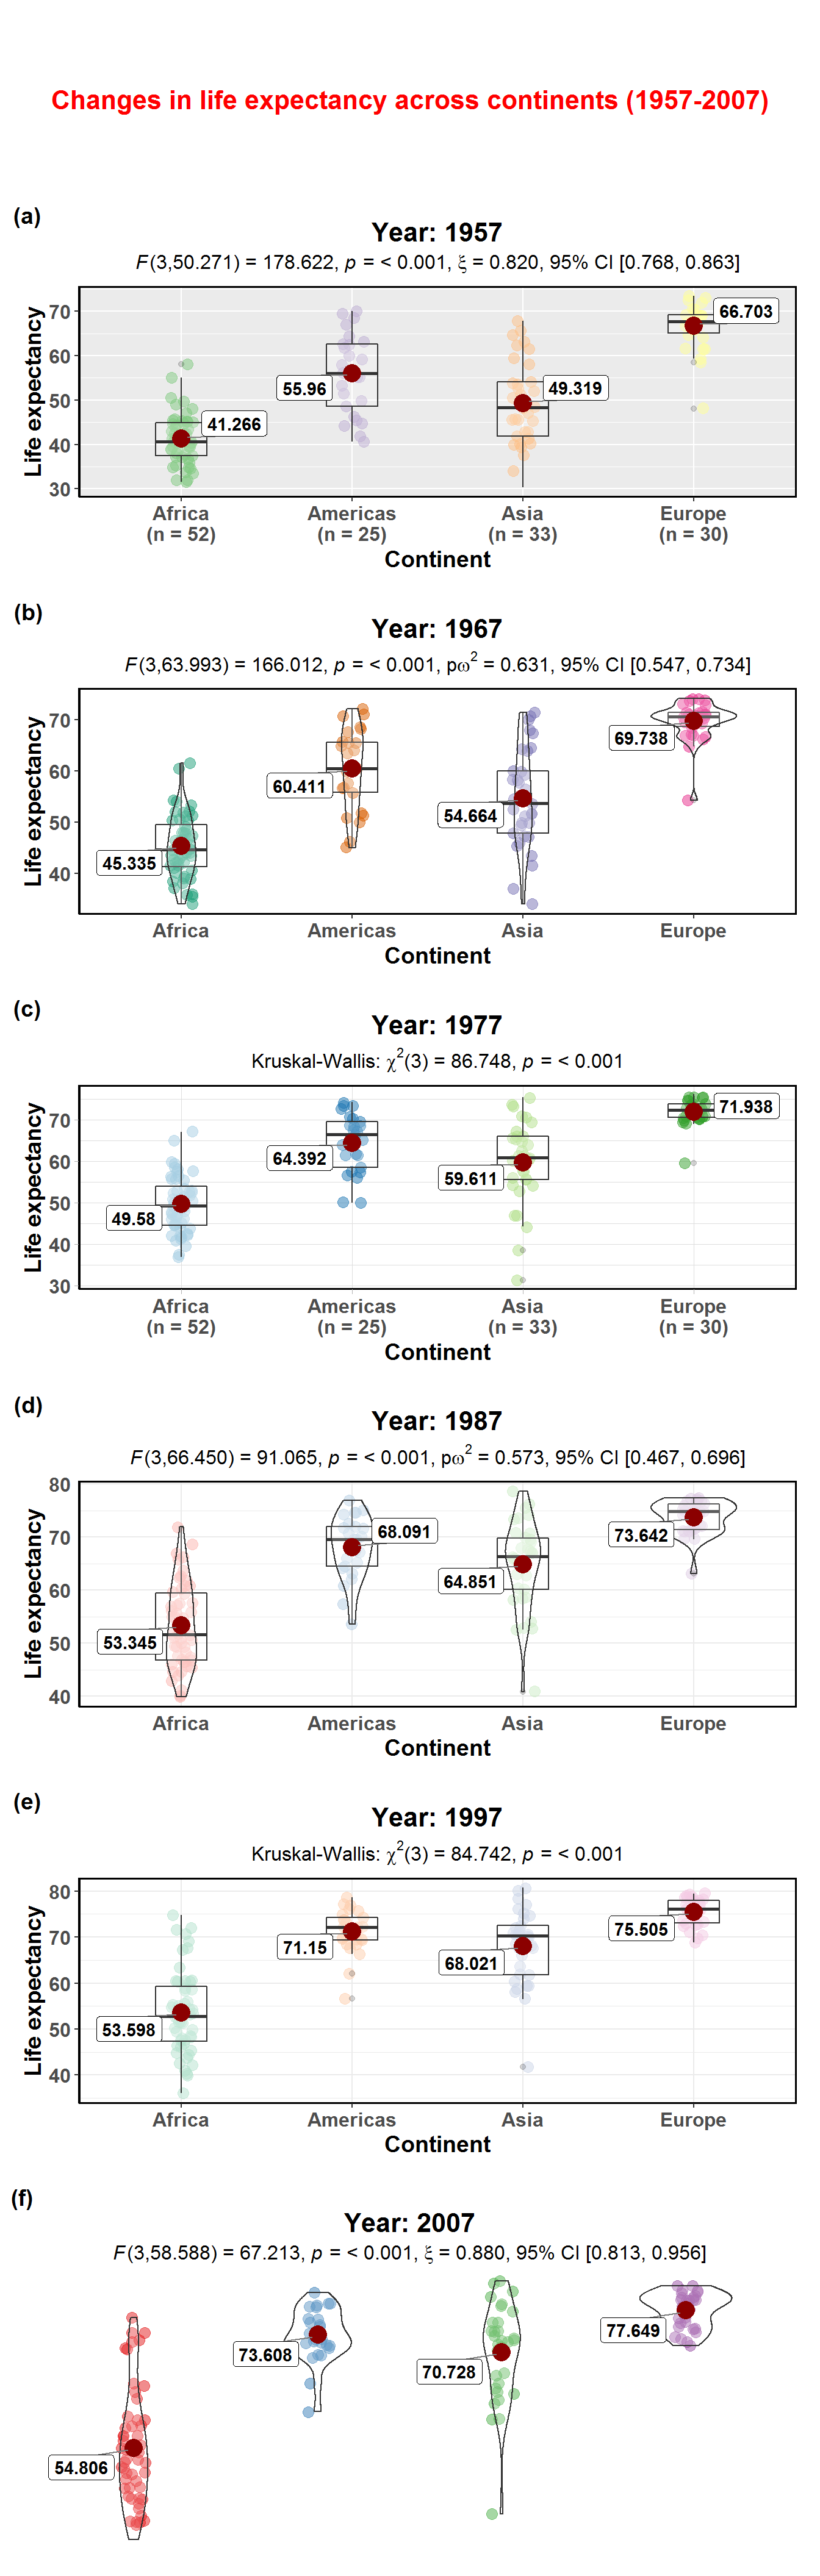 Changes in life expectancy across continents (1957-2007)
(a)
Year: 1957
F(3,50.271) = 178.622, p = < 0.001, ξ = 0.820, 95% CI [0.768, 0.863]
Life expectancy
70
60
50
40
30
41.266
55.96
49.319
66.703
Africa Americas Asia Europe
(n = 52) (n = 25) (n = 33) (n = 30)
Continent
(b)
Year: 1967
F(3,63.993) = 166.012, p = < 0.001, pω² = 0.631, 95% CI [0.547, 0.734]
Life expectancy
70
60
50
40
45.335
60.411
54.664
69.738
Africa Americas Asia Europe
Continent
(c)
Year: 1977
Kruskal-Wallis: χ²(3) = 86.748, p = < 0.001
Life expectancy
70
60
50
40
30
49.58
64.392
59.611
71.938
Africa Americas Asia Europe
(n = 52) (n = 25) (n = 33) (n = 30)
Continent
(d)
Year: 1987
F(3,66.450) = 91.065, p = < 0.001, pω² = 0.573, 95% CI [0.467, 0.696]
Life expectancy
80
70
60
50
40
53.345
68.091
64.851
73.642
Africa Americas Asia Europe
Continent
(e)
Year: 1997
Kruskal-Wallis: χ²(3) = 84.742, p = < 0.001
Life expectancy
80
70
60
50
40
53.598
71.15
68.021
75.505
Africa Americas Asia Europe
Continent
(f)
Year: 2007
F(3,58.588) = 67.213, p = < 0.001, ξ = 0.880, 95% CI [0.813, 0.956]
54.806
73.608
70.728
77.649